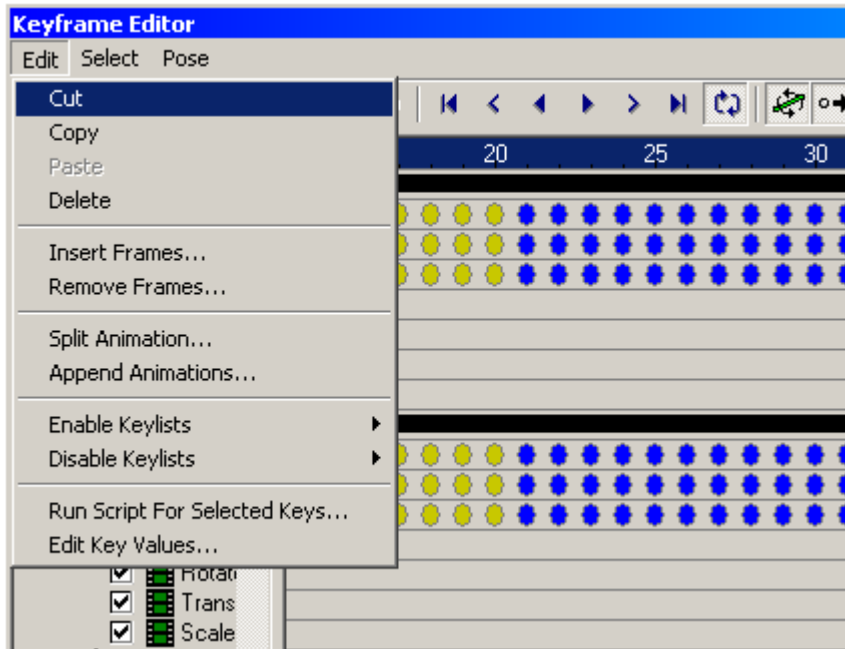 Keyframe Editor
Edit Select Pose
Cut
Copy
Paste
Delete
Insert Frames...
Remove Frames...
Split Animation...
Append Animations...
Enable Keylists
Disable Keylists
Run Script For Selected Keys...
Edit Key Values...
20 25 30
Rotat
Trans
Scale